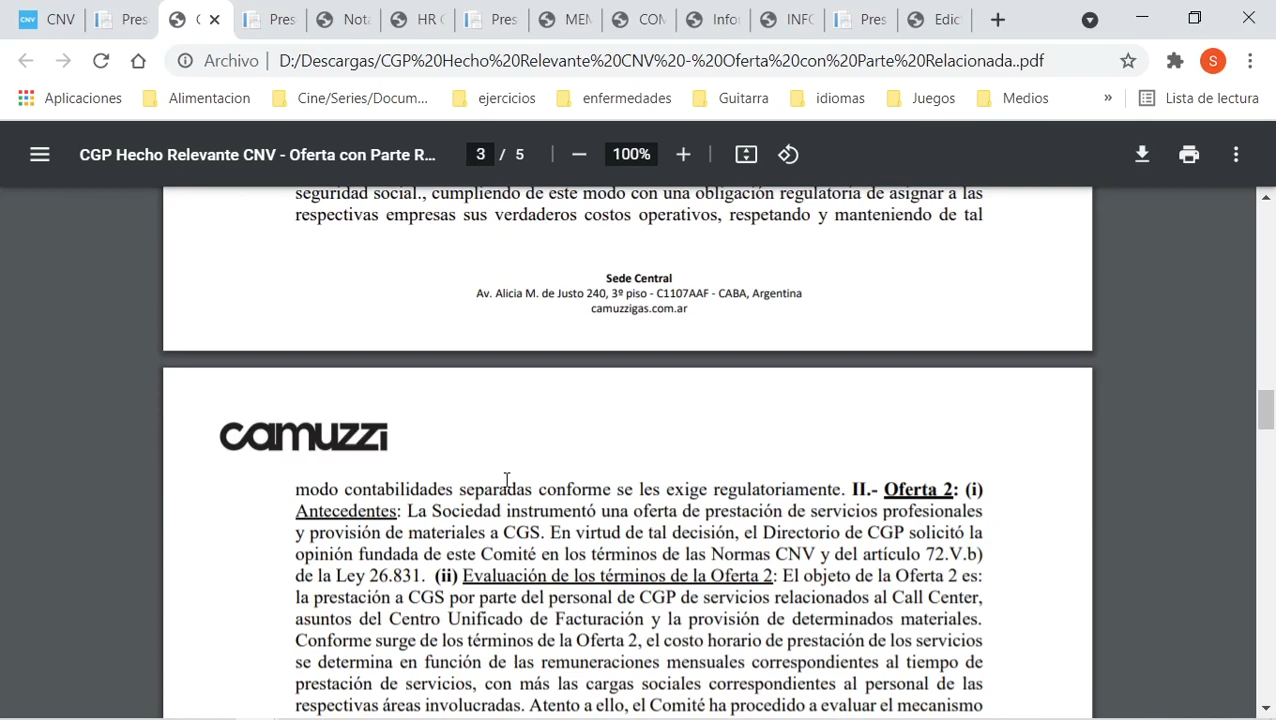 CNV
Pres
C
Pres
Nota
HR C
Pres
MEM
COM
Infor
INFO
Pres
Edic
Archivo
D:/Descargas/CGP%20Hecho%20Relevante%20CNV%20-%20Oferta%20con%20Parte%20Relacionada..pdf
S
Aplicaciones
Alimentacion
Cine/Series/Docum...
ejercicios
enfermedades
Guitarra
idiomas
Juegos
Medios
»
Lista de lectura
CGP Hecho Relevante CNV - Oferta con Parte R...
3 / 5
100%
seguridad social., cumpliendo de este modo con una obligación regulatoria de asignar a las
respectivas empresas sus verdaderos costos operativos, respetando y manteniendo de tal
Sede Central
Av. Alicia M. de Justo 240, 3º piso - C1107AAF - CABA, Argentina
camuzzigas.com.ar
camuzzi
modo contabilidades separadas conforme se les exige regulatoriamente. II.- Oferta 2: (i)
Antecedentes: La Sociedad instrumentó una oferta de prestación de servicios profesionales
y provisión de materiales a CGS. En virtud de tal decisión, el Directorio de CGP solicitó la
opinión fundada de este Comité en los términos de las Normas CNV y del artículo 72.V.b)
de la Ley 26.831. (ii) Evaluación de los términos de la Oferta 2: El objeto de la Oferta 2 es:
la prestación a CGS por parte del personal de CGP de servicios relacionados al Call Center,
asuntos del Centro Unificado de Facturación y la provisión de determinados materiales.
Conforme surge de los términos de la Oferta 2, el costo horario de prestación de los servicios
se determina en función de las remuneraciones mensuales correspondientes al tiempo de
prestación de servicios, con más las cargas sociales correspondientes al personal de las
respectivas áreas involucradas. Atento a ello, el Comité ha procedido a evaluar el mecanismo